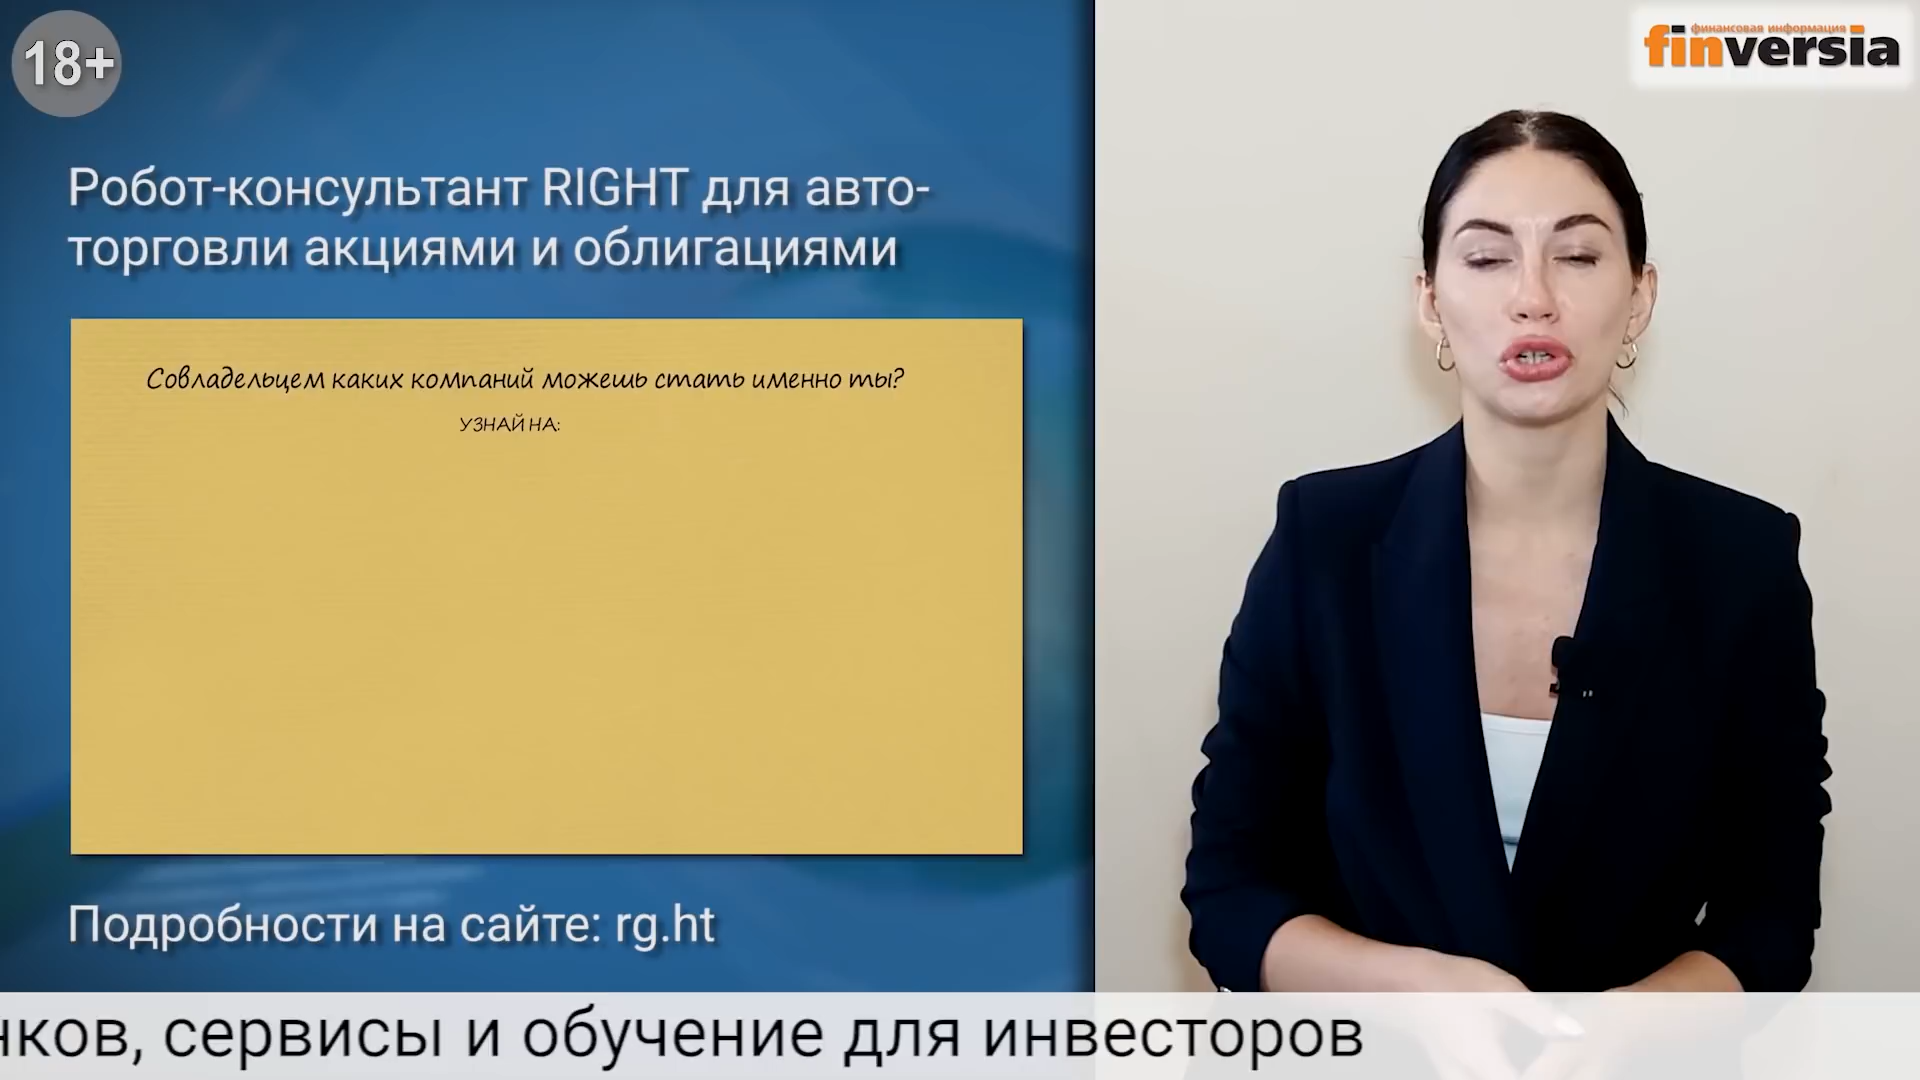 18+
финансовая информация
finversia
Робот-консультант RIGHT для авто-
торговли акциями и облигациями
Совладельцем каких компаний можешь стать именно ты?
УЗНАЙ НА:
Подробности на сайте: rg.ht
сервисы и обучение для инвесторов